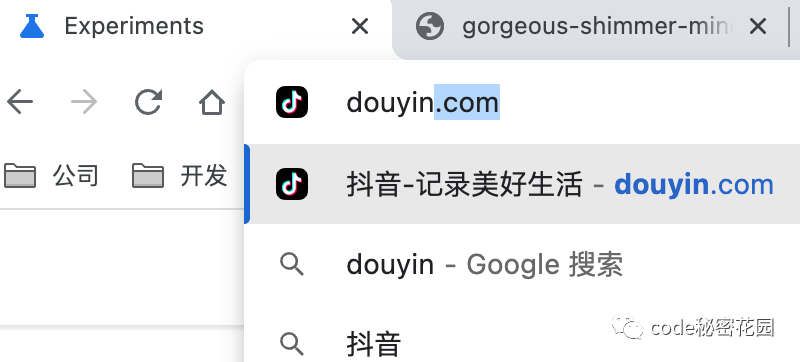 Experiments
gorgeous-shimmer-min
douyin.com
公司
开发
抖音-记录美好生活 - douyin.com
douyin - Google 搜索
抖音
code秘密花园